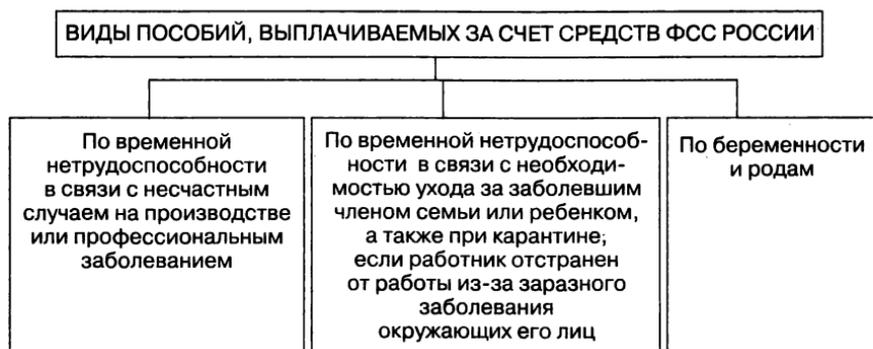 ВИДЫ ПОСОБИЙ, ВЫПЛАЧИВАЕМЫХ ЗА СЧЕТ СРЕДСТВ ФСС РОССИИ
По временной
нетрудоспособности
в связи с несчастным
случаем на производстве
или профессиональным
заболеванием
По временной нетрудоспособ-
ности в связи с необходи-
мостью ухода за заболевшим
членом семьи или ребенком,
а также при карантине,
если работник отстранен
от работы из-за заразного
заболевания
окружающих его лиц
По беременности
и родам